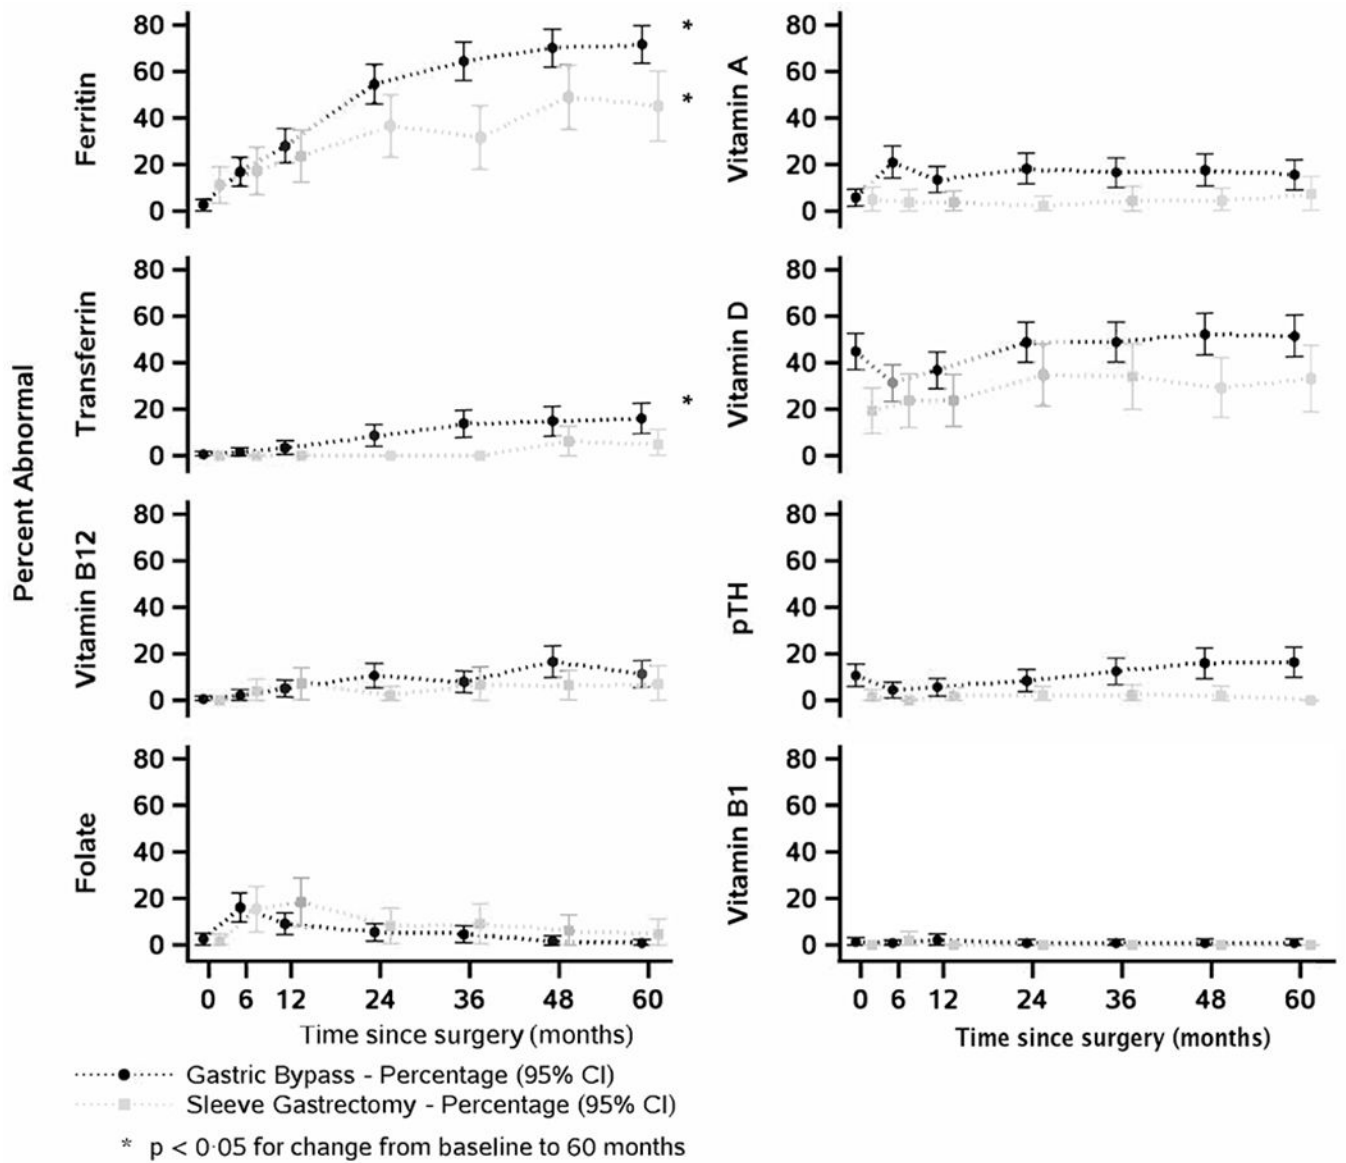 Percent Abnormal
Ferritin
80
60
40
20
0
*
*
Transferrin
80
60
40
20
0
*
Vitamin B12
80
60
40
20
0
Folate
80
60
40
20
0
0 6 12 24 36 48 60
Time since surgery (months)
Vitamin A
80
60
40
20
0
Vitamin D
80
60
40
20
0
pTH
80
60
40
20
0
Vitamin B1
80
60
40
20
0
0 6 12 24 36 48 60
Time since surgery (months)
Gastric Bypass - Percentage (95% CI)
Sleeve Gastrectomy - Percentage (95% CI)
* p < 0·05 for change from baseline to 60 months